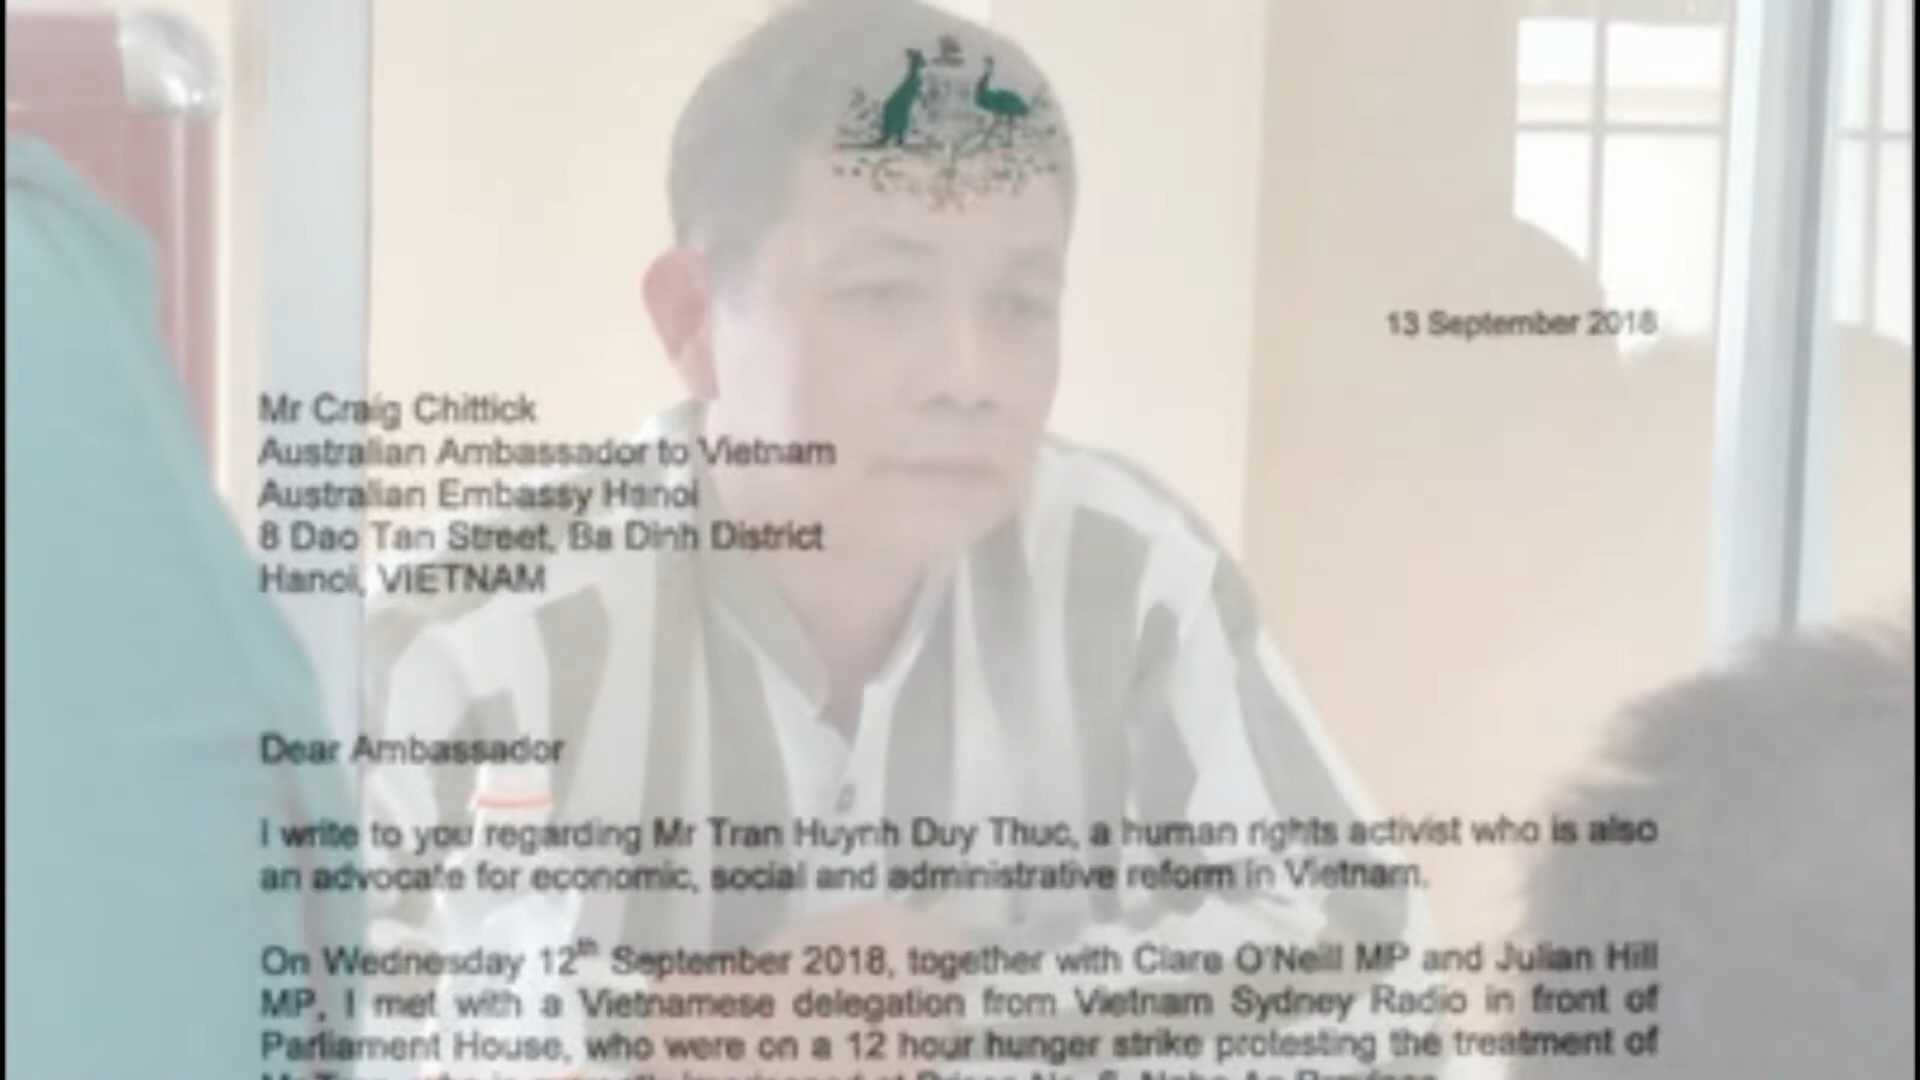 13 September 2018
Mr Craig Chittick
Australian Ambassador to Vietnam
Australian Embassy Hanoi
8 Dao Tan Street, Ba Dinh District
Hanoi, VIETNAM
Dear Ambassador
I write to you regarding Mr Tran Huynh Duy Thuc, a human rights activist who is also
an advocate for economic, social and administrative reform in Vietnam.
On Wednesday 12th September 2018, together with Clare O'Neill MP and Julian Hill
MP, I met with a Vietnamese delegation from Vietnam Sydney Radio in front of
Parliament House, who were on a 12 hour hunger strike protesting the treatment of